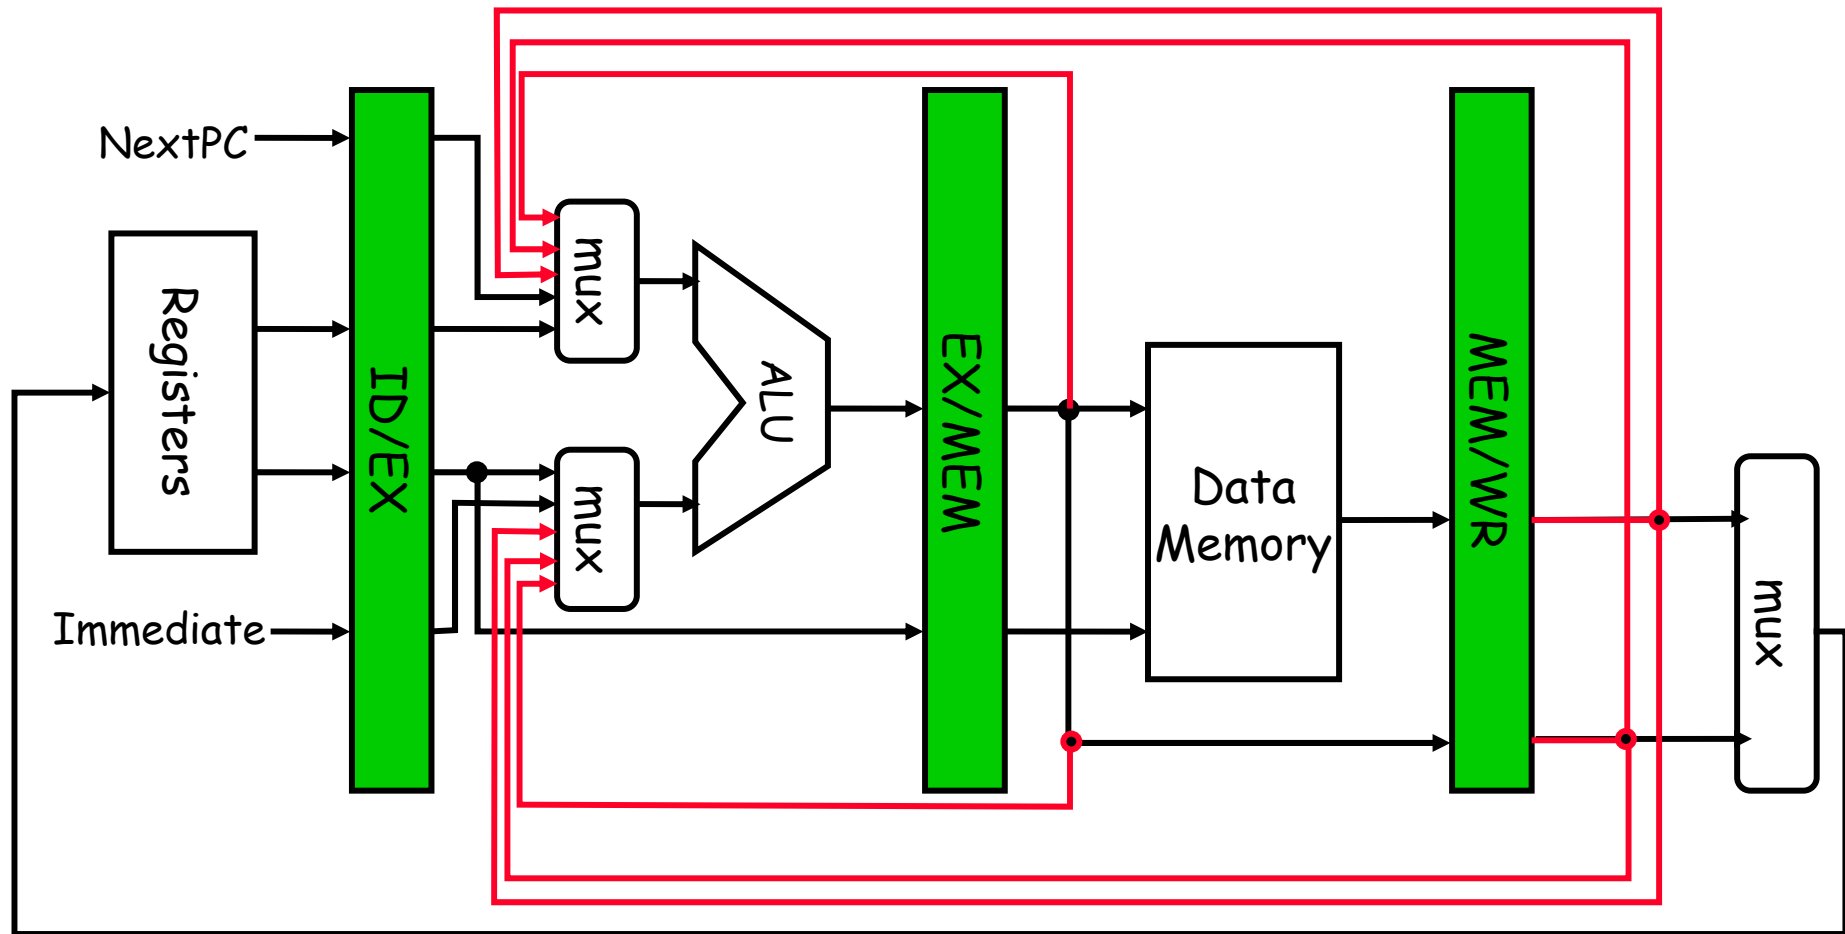 NextPC
Registers
Immediate
ID/EX
mux
mux
ALU
EX/MEM
Data
Memory
MEM/WR
mux